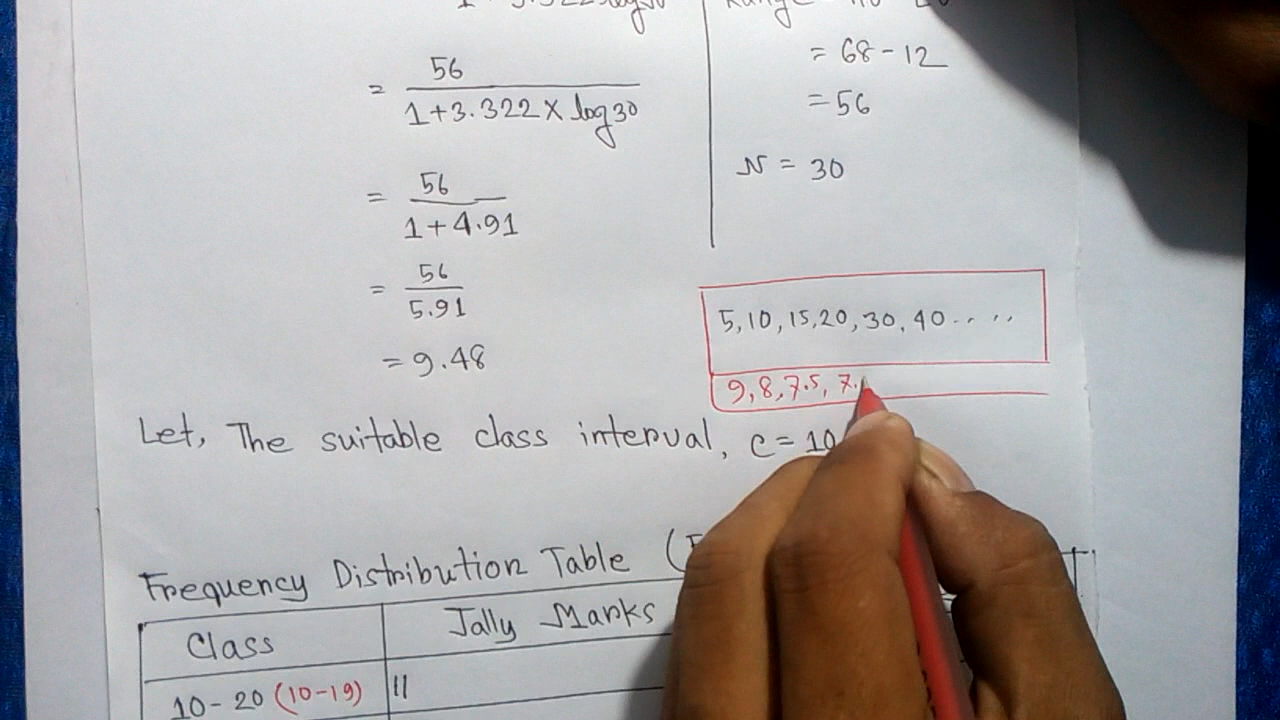 = 56 / 1+3.322 X log30
= 56 / 1+4.91
= 56 / 5.91
= 9.48
= 68-12
= 56
N = 30
5,10,15,20,30,40.....
9,8,7.5,7.
Let, The suitable class interval, c=10
Frequency Distribution Table (
Class
Tally Marks
10-20 (10-19)
||